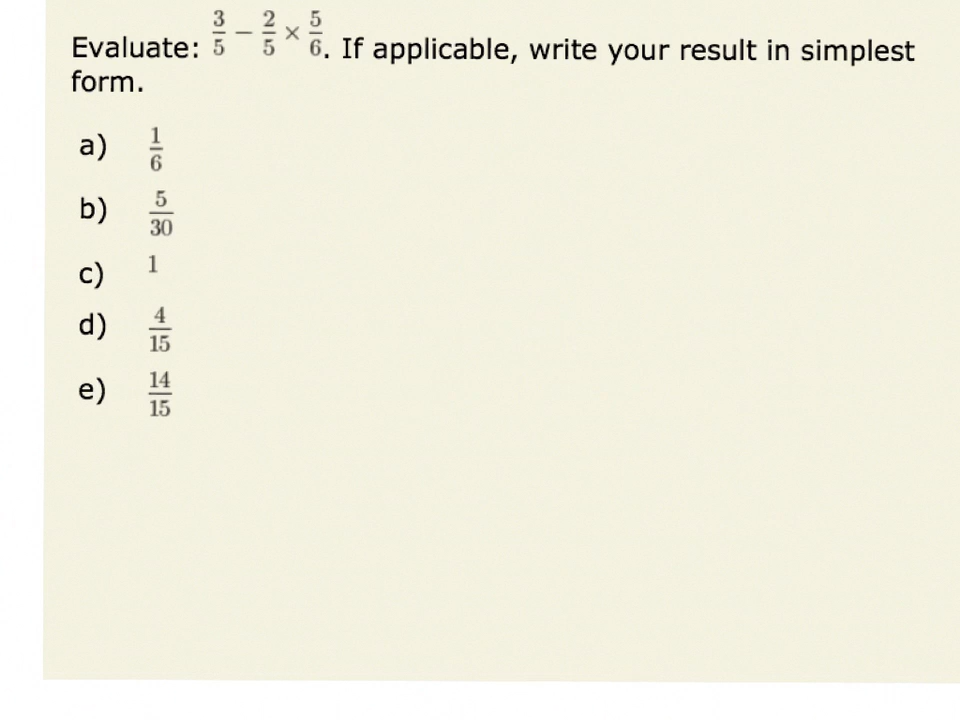 Evaluate: 3/5 − 2/5 × 5/6. If applicable, write your result in simplest
form.
a) 1/6
b) 5/30
c) 1
d) 4/15
e) 14/15